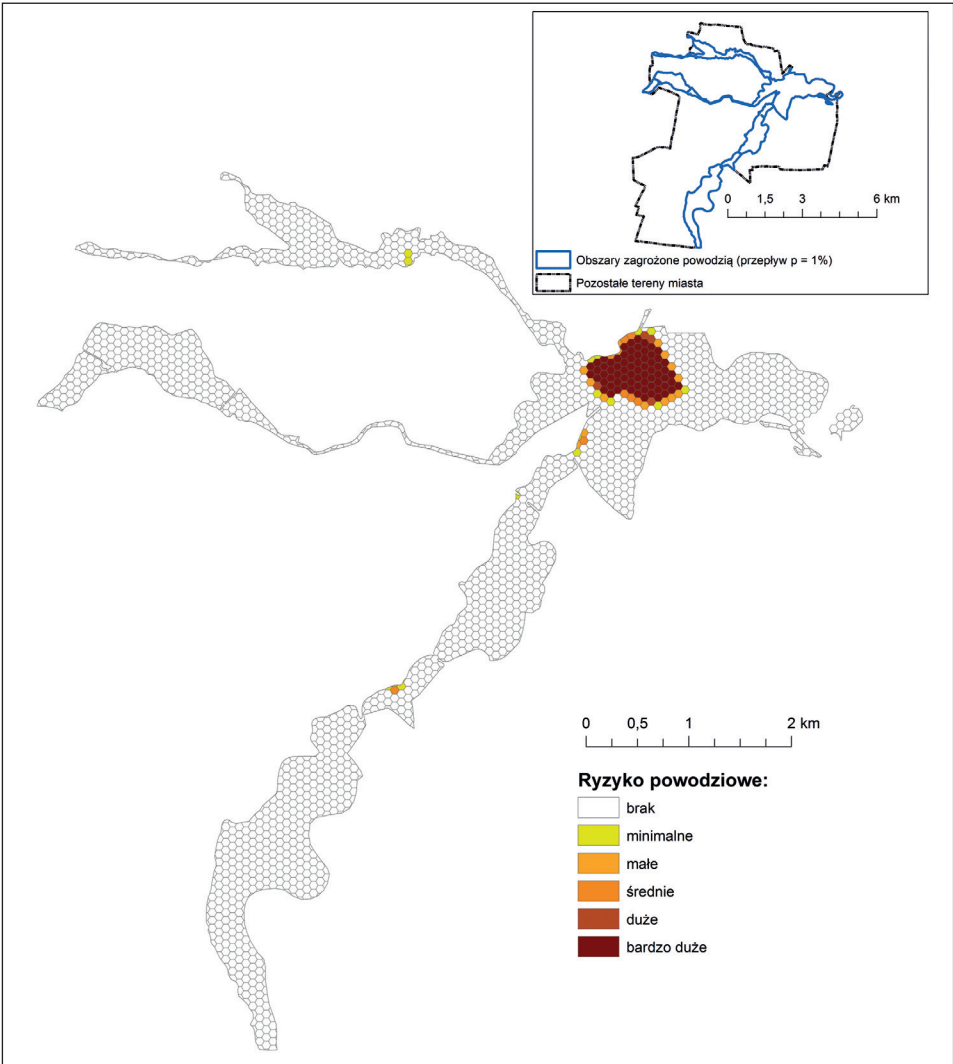 0 1,5 3 6 km
Obszary zagrożone powodzią (przepływ p = 1%)
Pozostałe tereny miasta
0 0,5 1 2 km
Ryzyko powodziowe:
brak
minimalne
małe
średnie
duże
bardzo duże